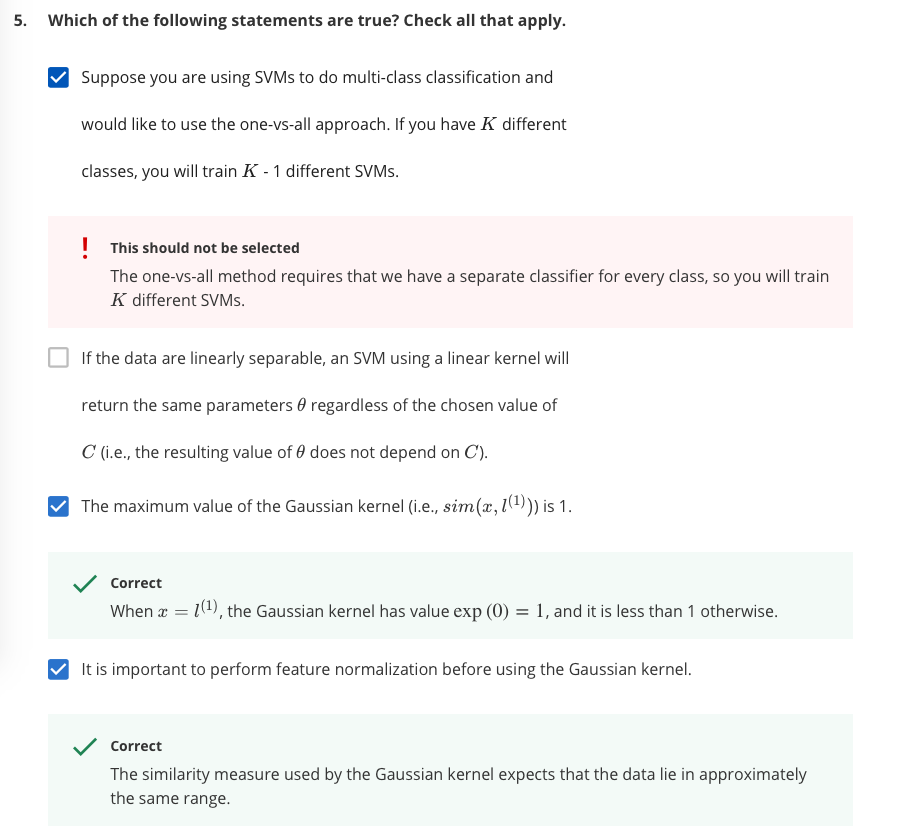 5. Which of the following statements are true? Check all that apply.
Suppose you are using SVMs to do multi-class classification and
would like to use the one-vs-all approach. If you have K different
classes, you will train K - 1 different SVMs.
! This should not be selected
The one-vs-all method requires that we have a separate classifier for every class, so you will train
K different SVMs.
If the data are linearly separable, an SVM using a linear kernel will
return the same parameters θ regardless of the chosen value of
C (i.e., the resulting value of θ does not depend on C).
The maximum value of the Gaussian kernel (i.e., sim(x, l⁽¹⁾)) is 1.
Correct
When x = l⁽¹⁾, the Gaussian kernel has value exp (0) = 1, and it is less than 1 otherwise.
It is important to perform feature normalization before using the Gaussian kernel.
Correct
The similarity measure used by the Gaussian kernel expects that the data lie in approximately
the same range.